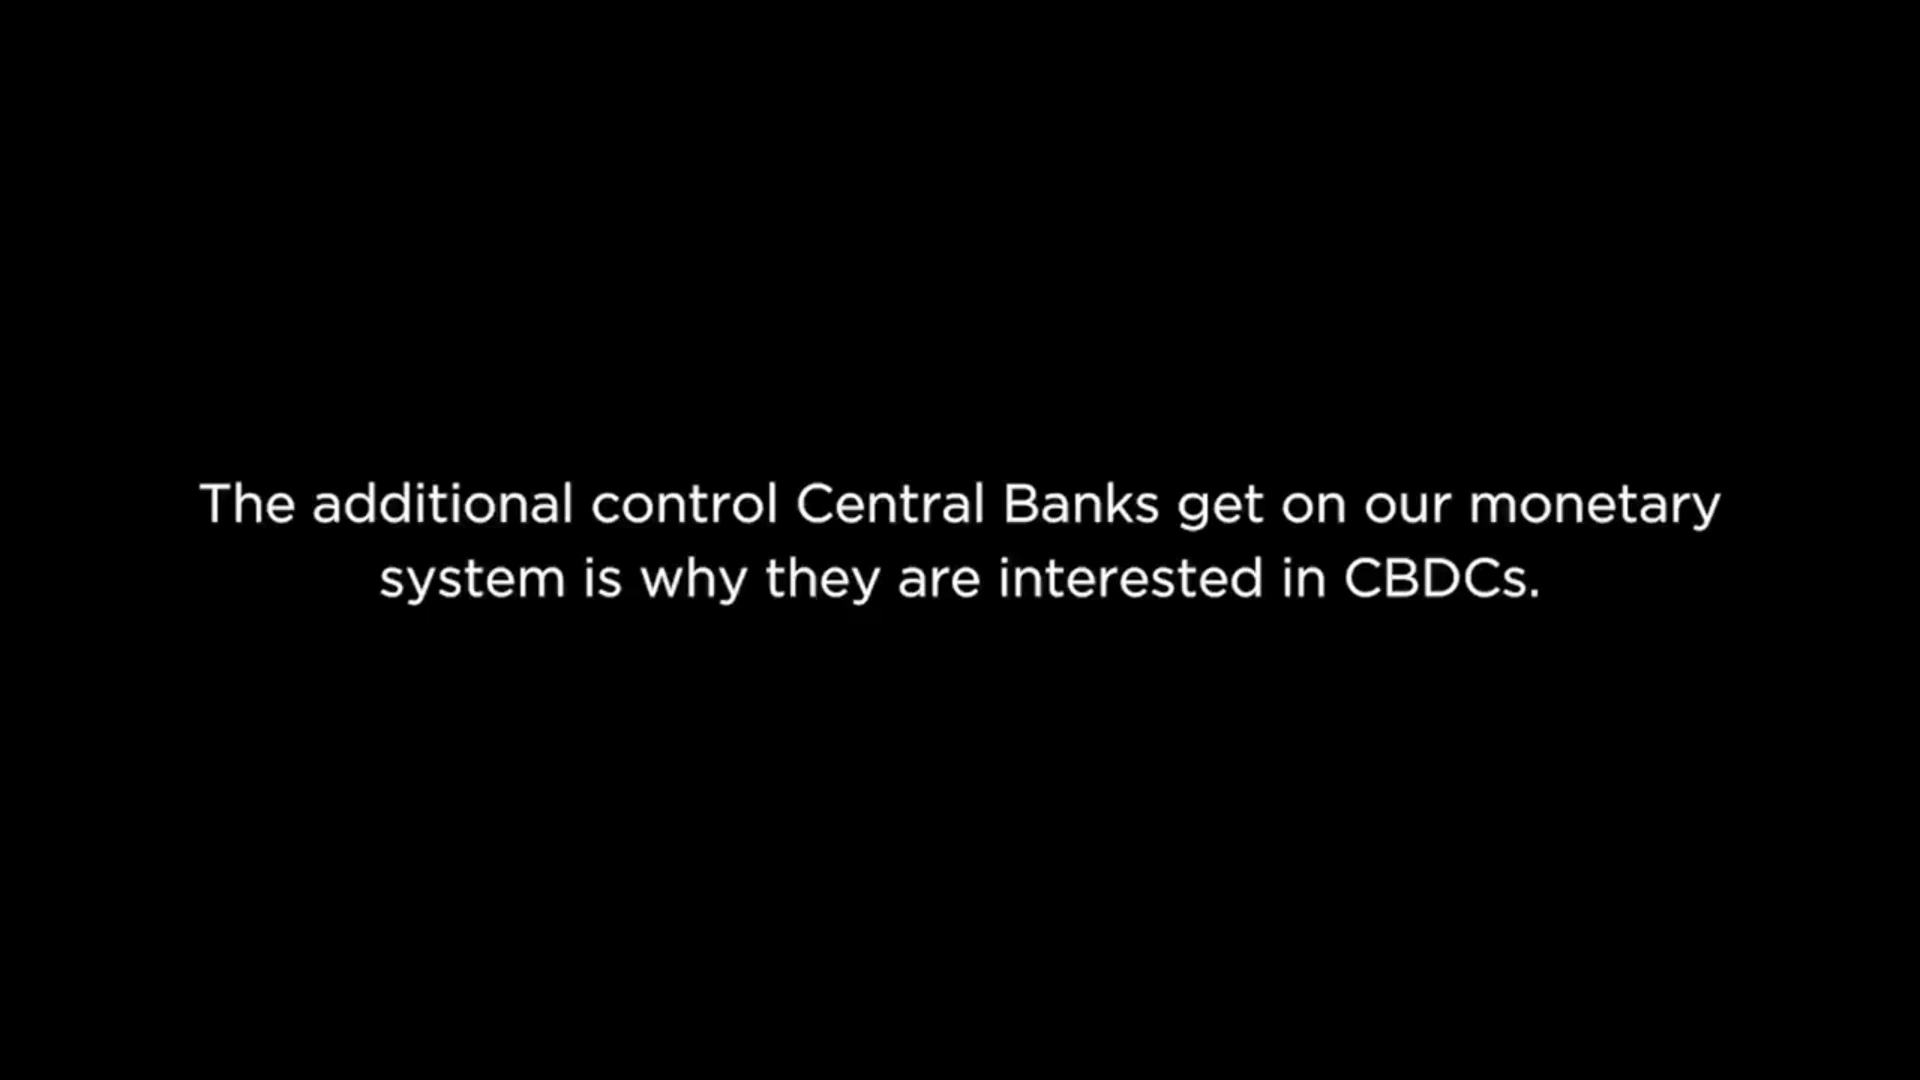 The additional control Central Banks get on our monetary
system is why they are interested in CBDCs.